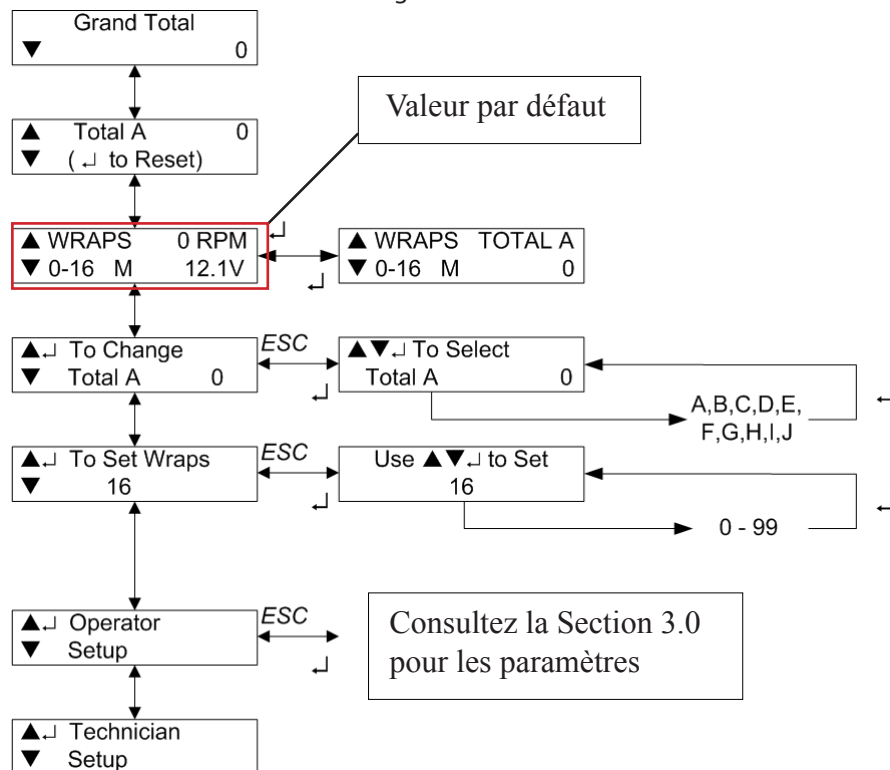 Grand Total
▼ 0
▲ Total A 0
▼ (↵ to Reset)
Valeur par défaut
▲ WRAPS 0 RPM
▼ 0-16 M 12.1V
↵
↵
▲ WRAPS TOTAL A
▼ 0-16 M 0
▲↵ To Change
▼ Total A 0
ESC
↵
▲▼↵ To Select
Total A 0
A,B,C,D,E,
F,G,H,I,J
↵
▲↵ To Set Wraps
▼ 16
ESC
↵
Use ▲▼↵ to Set
16
0 - 99
↵
▲↵ Operator
▼ Setup
ESC
↵
Consultez la Section 3.0
pour les paramètres
▲↵ Technician
▼ Setup